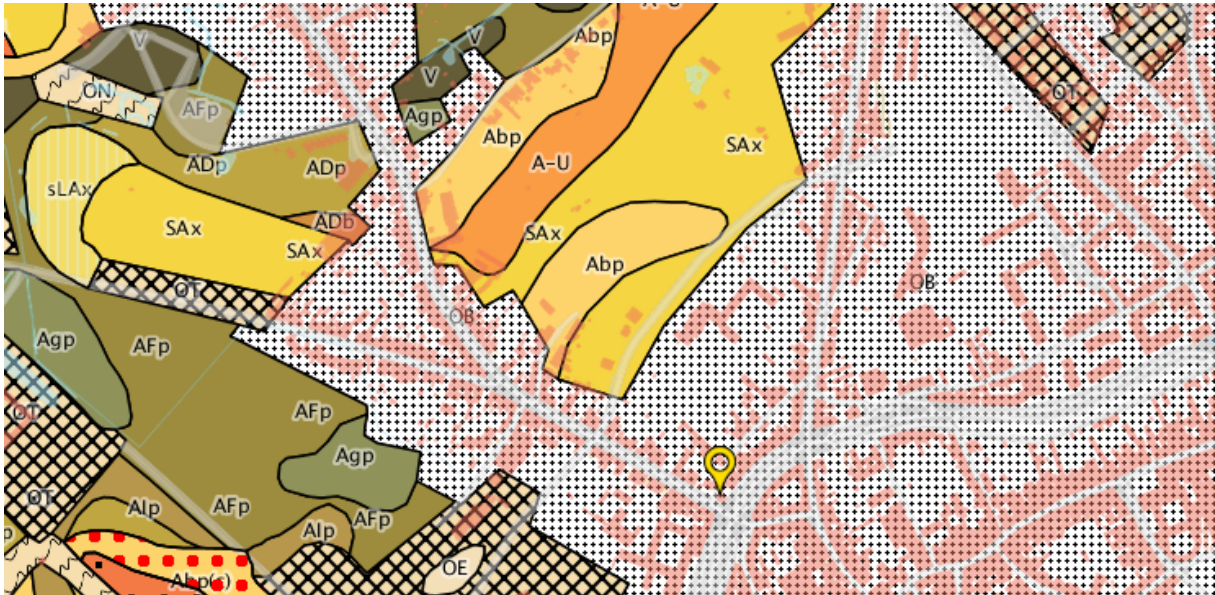 A-U
V
V
Abp
V
ON
OT
AFp
Agp
Abp
SAx
ADp
ADp
A-U
sLAx
ADb
SAx
SAx
SAx
Abp
OB
OT
OB
Agp
AFp
OT
AFp
Agp
OT
AIp
AFp
AFp
AIp
OE
Abp(c)